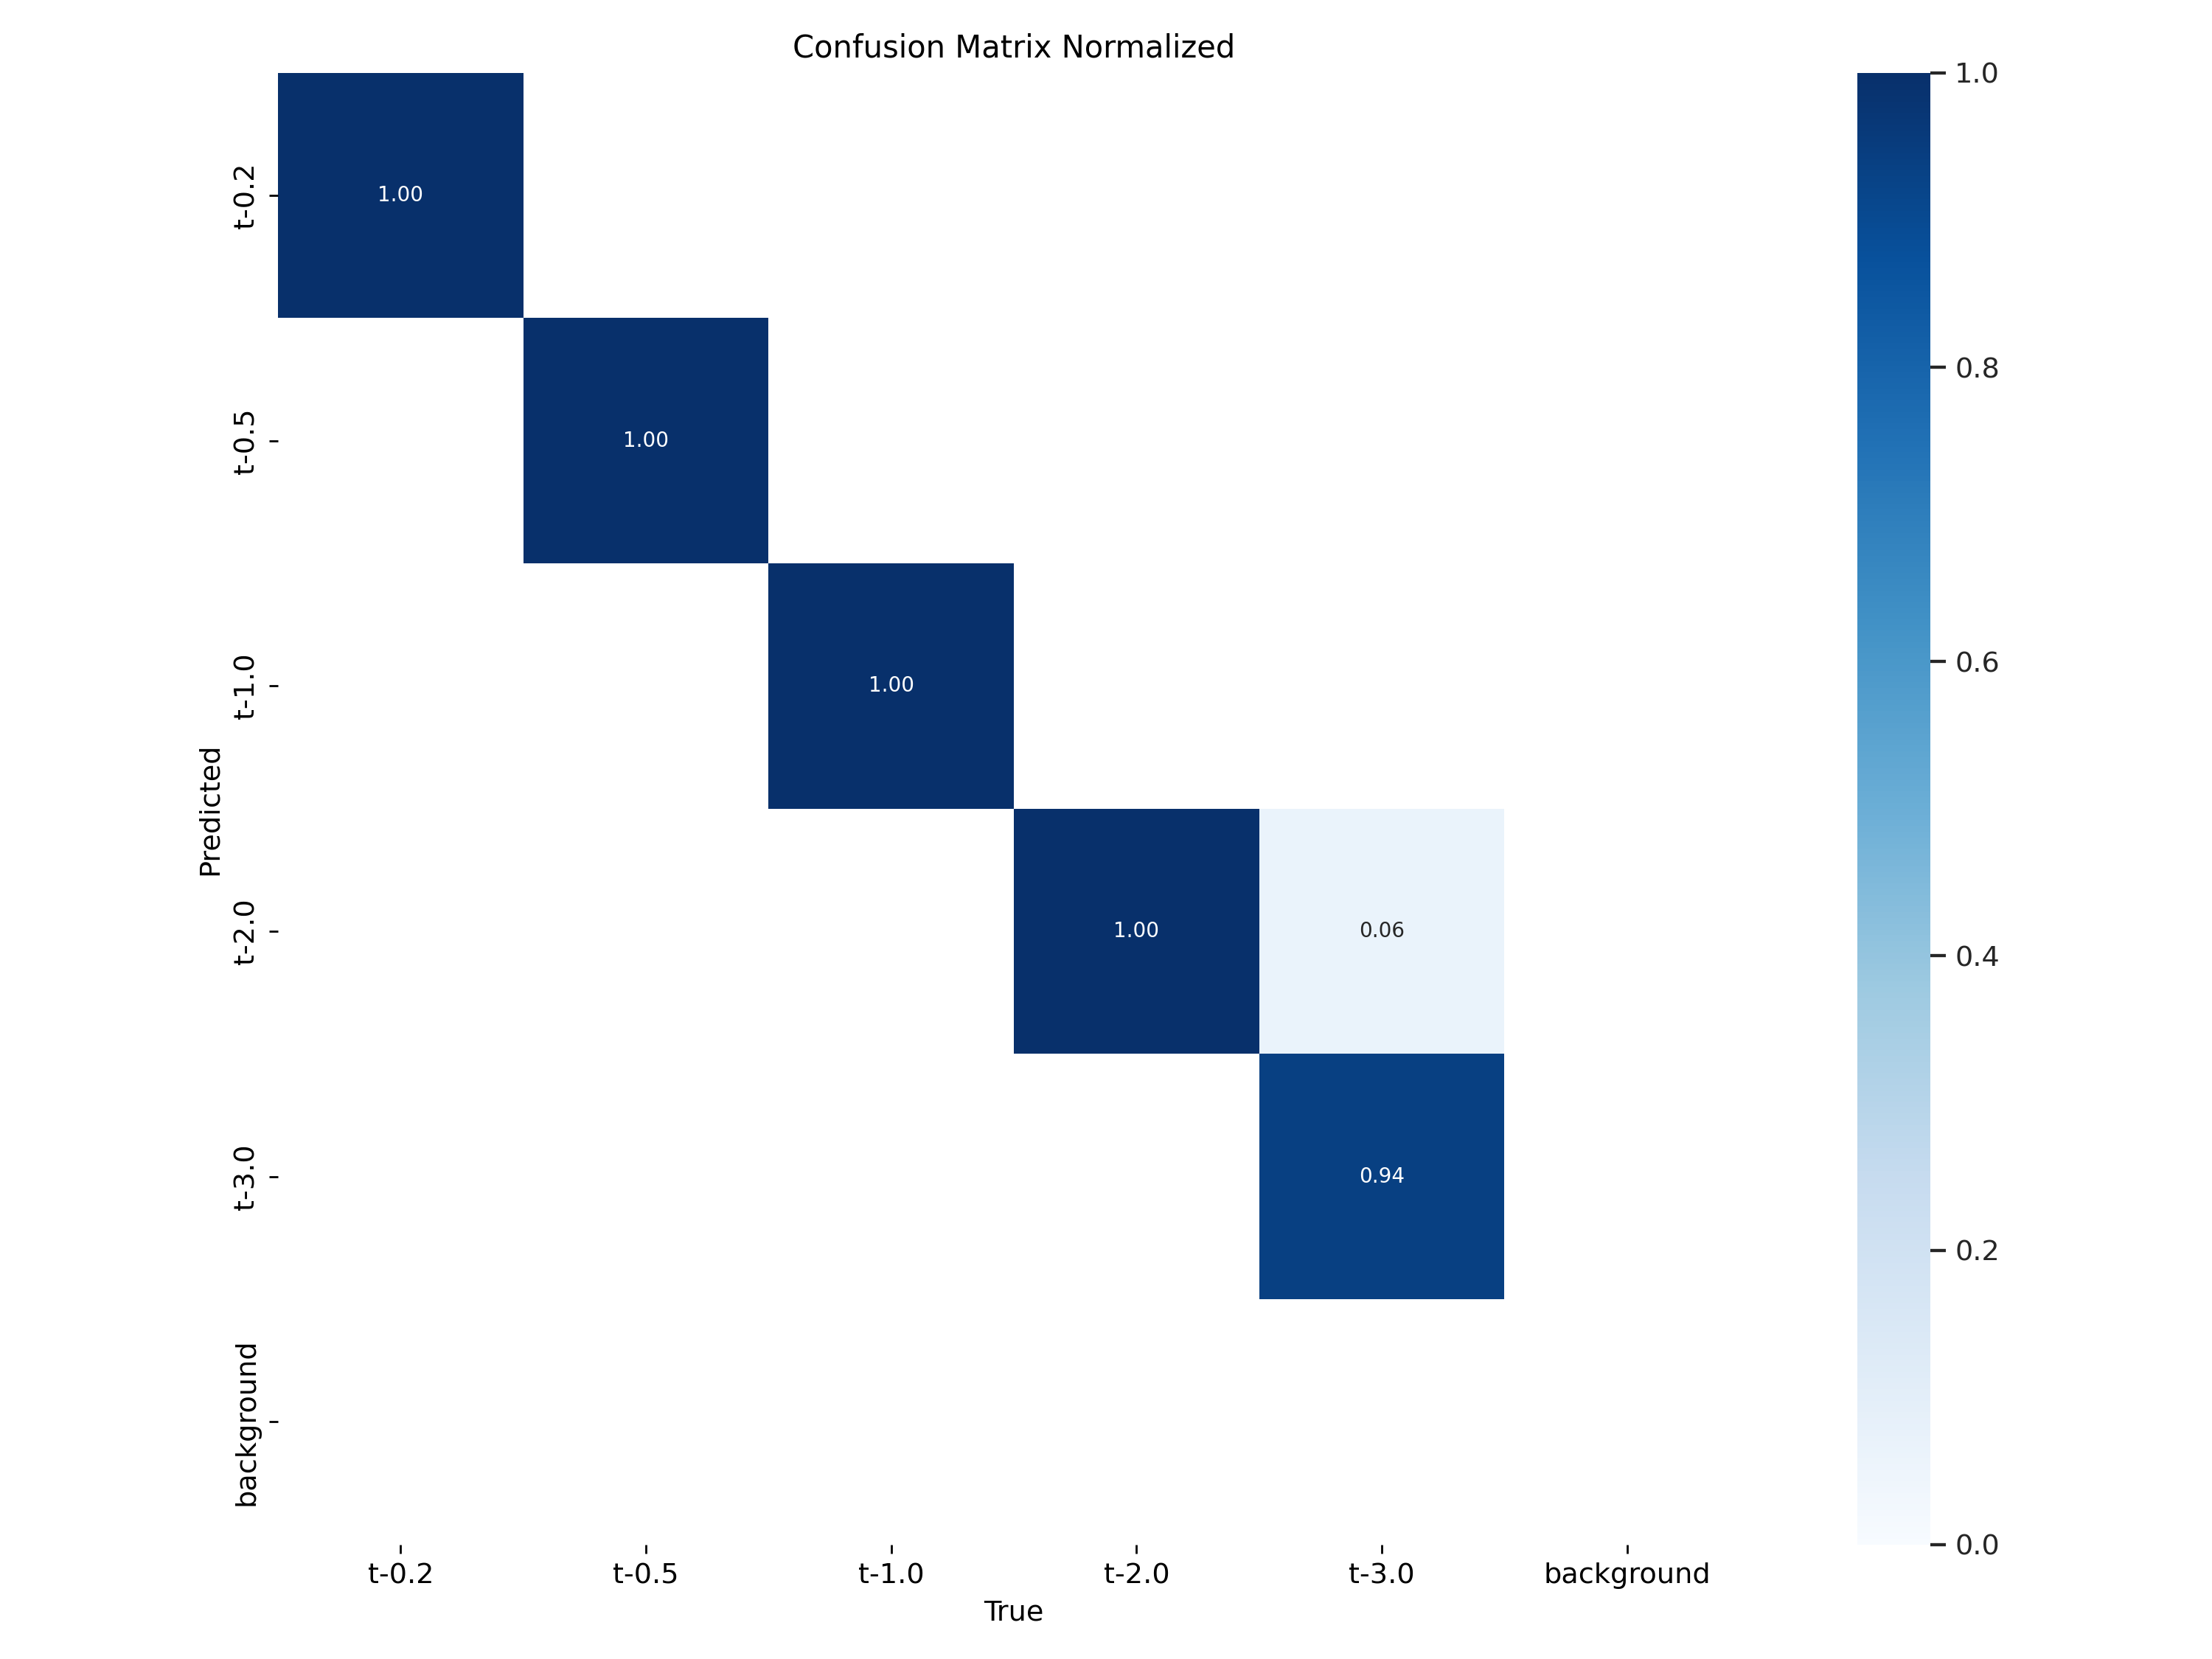 Confusion Matrix Normalized
t-0.2
t-0.5
t-1.0
t-2.0
t-3.0
background
Predicted
1.00
1.00
1.00
1.00 0.06
0.94
t-0.2 t-0.5 t-1.0 t-2.0 t-3.0 background
True
1.0
0.8
0.6
0.4
0.2
0.0